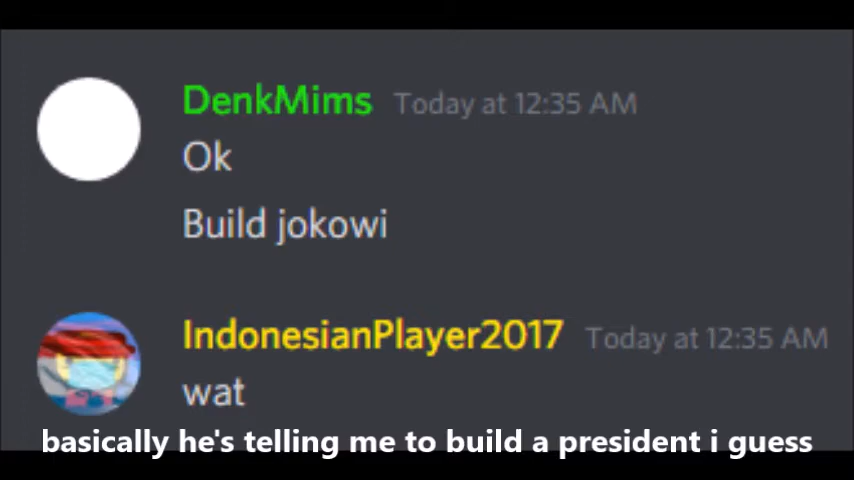 DenkMims Today at 12:35 AM
Ok
Build jokowi
IndonesianPlayer2017 Today at 12:35 AM
wat
basically he's telling me to build a president i guess